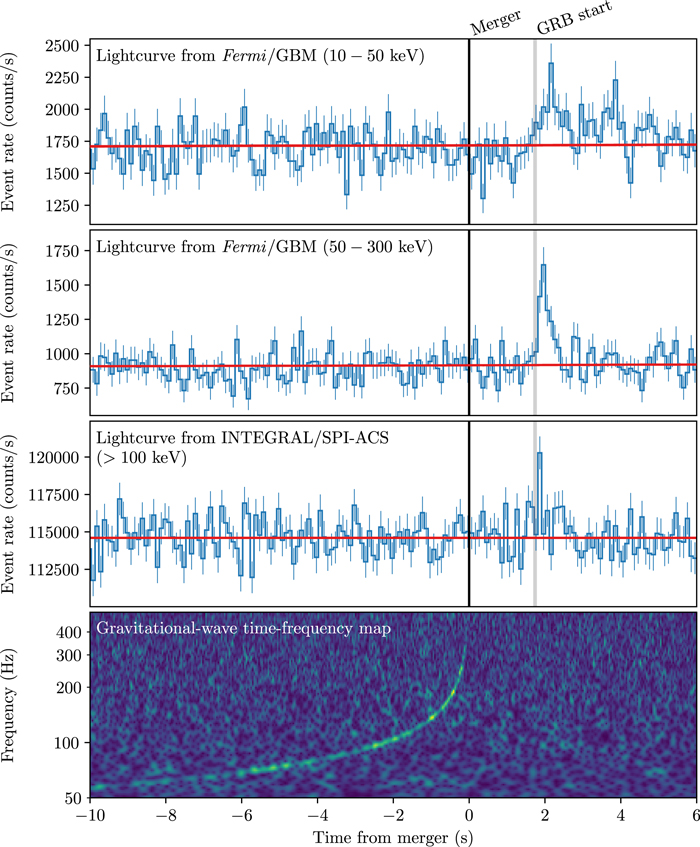 Merger
GRB start
Lightcurve from Fermi/GBM (10 − 50 keV)
Event rate (counts/s)
2500
2250
2000
1750
1500
1250
Lightcurve from Fermi/GBM (50 − 300 keV)
Event rate (counts/s)
1750
1500
1250
1000
750
Lightcurve from INTEGRAL/SPI-ACS
(> 100 keV)
Event rate (counts/s)
120000
117500
115000
112500
Gravitational-wave time-frequency map
Frequency (Hz)
400
300
200
100
50
−10 −8 −6 −4 −2 0 2 4 6
Time from merger (s)